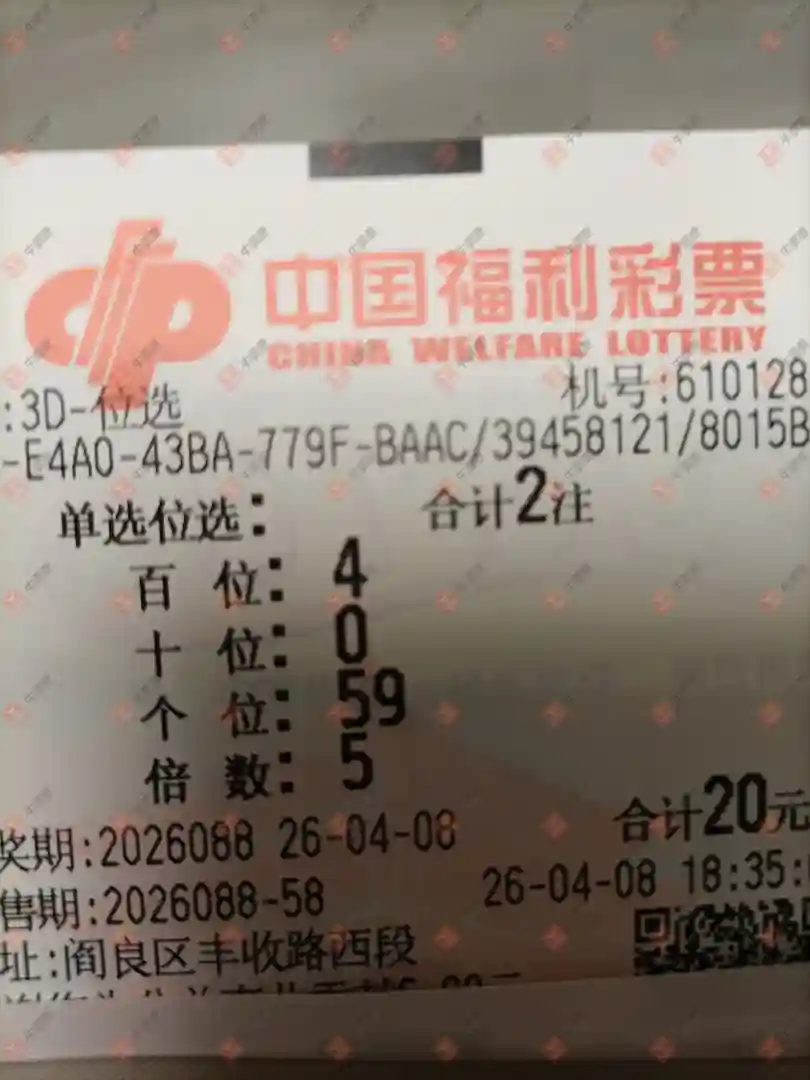 中国福利彩票
CHINA WELFARE LOTTERY
:3D-位选 机号:610128
-E4A0-43BA-779F-BAAC/39458121/8015B
单选位选: 合计2注
百 位: 4
十 位: 0
个 位: 59
倍 数: 5
合计20元
奖期:2026088 26-04-08
售期:2026088-58 26-04-08 18:35:
址:阎良区丰收路西段